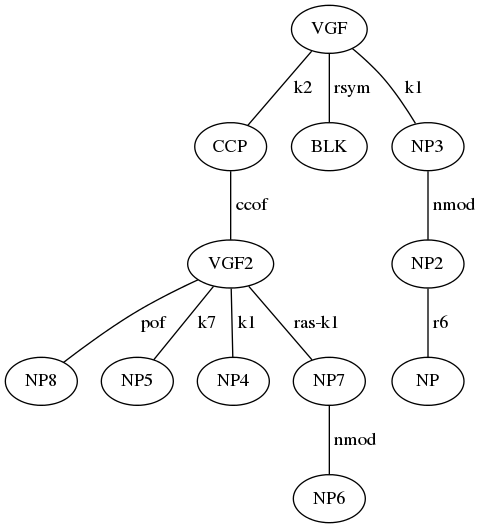 VGF
k2 rsym k1
CCP BLK NP3
ccof nmod
VGF2 NP2
pof k7 k1 ras-k1 r6
NP8 NP5 NP4 NP7 NP
nmod
NP6